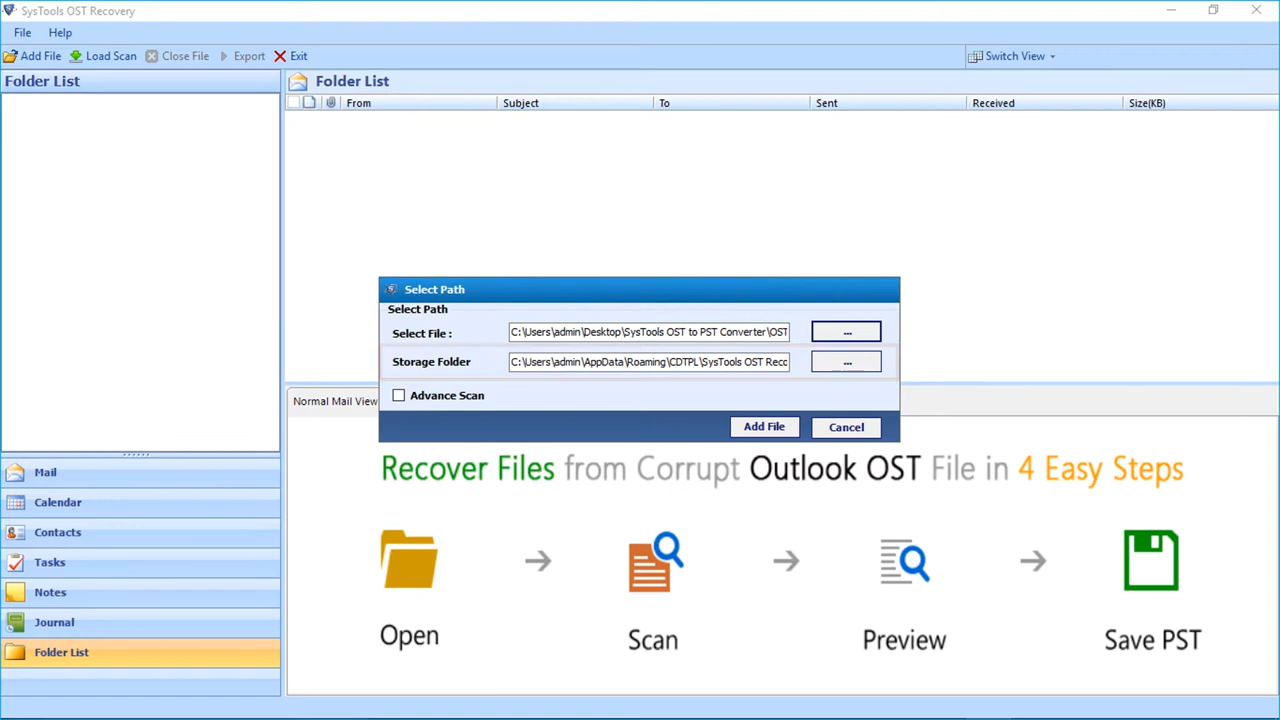 SysTools OST Recovery
File Help
Add File Load Scan Close File Export Exit Switch View
Folder List
Folder List
From Subject To Sent Received Size(KB)
Select Path
Select Path
Select File : C:\Users\admin\Desktop\SysTools OST to PST Converter\OST ...
Storage Folder C:\Users\admin\AppData\Roaming\CDTPL\SysTools OST Reco ...
Advance Scan
Add File Cancel
Normal Mail View
Mail
Calendar
Contacts
Tasks
Notes
Journal
Folder List
Recover Files from Corrupt Outlook OST File in 4 Easy Steps
Open Scan Preview Save PST